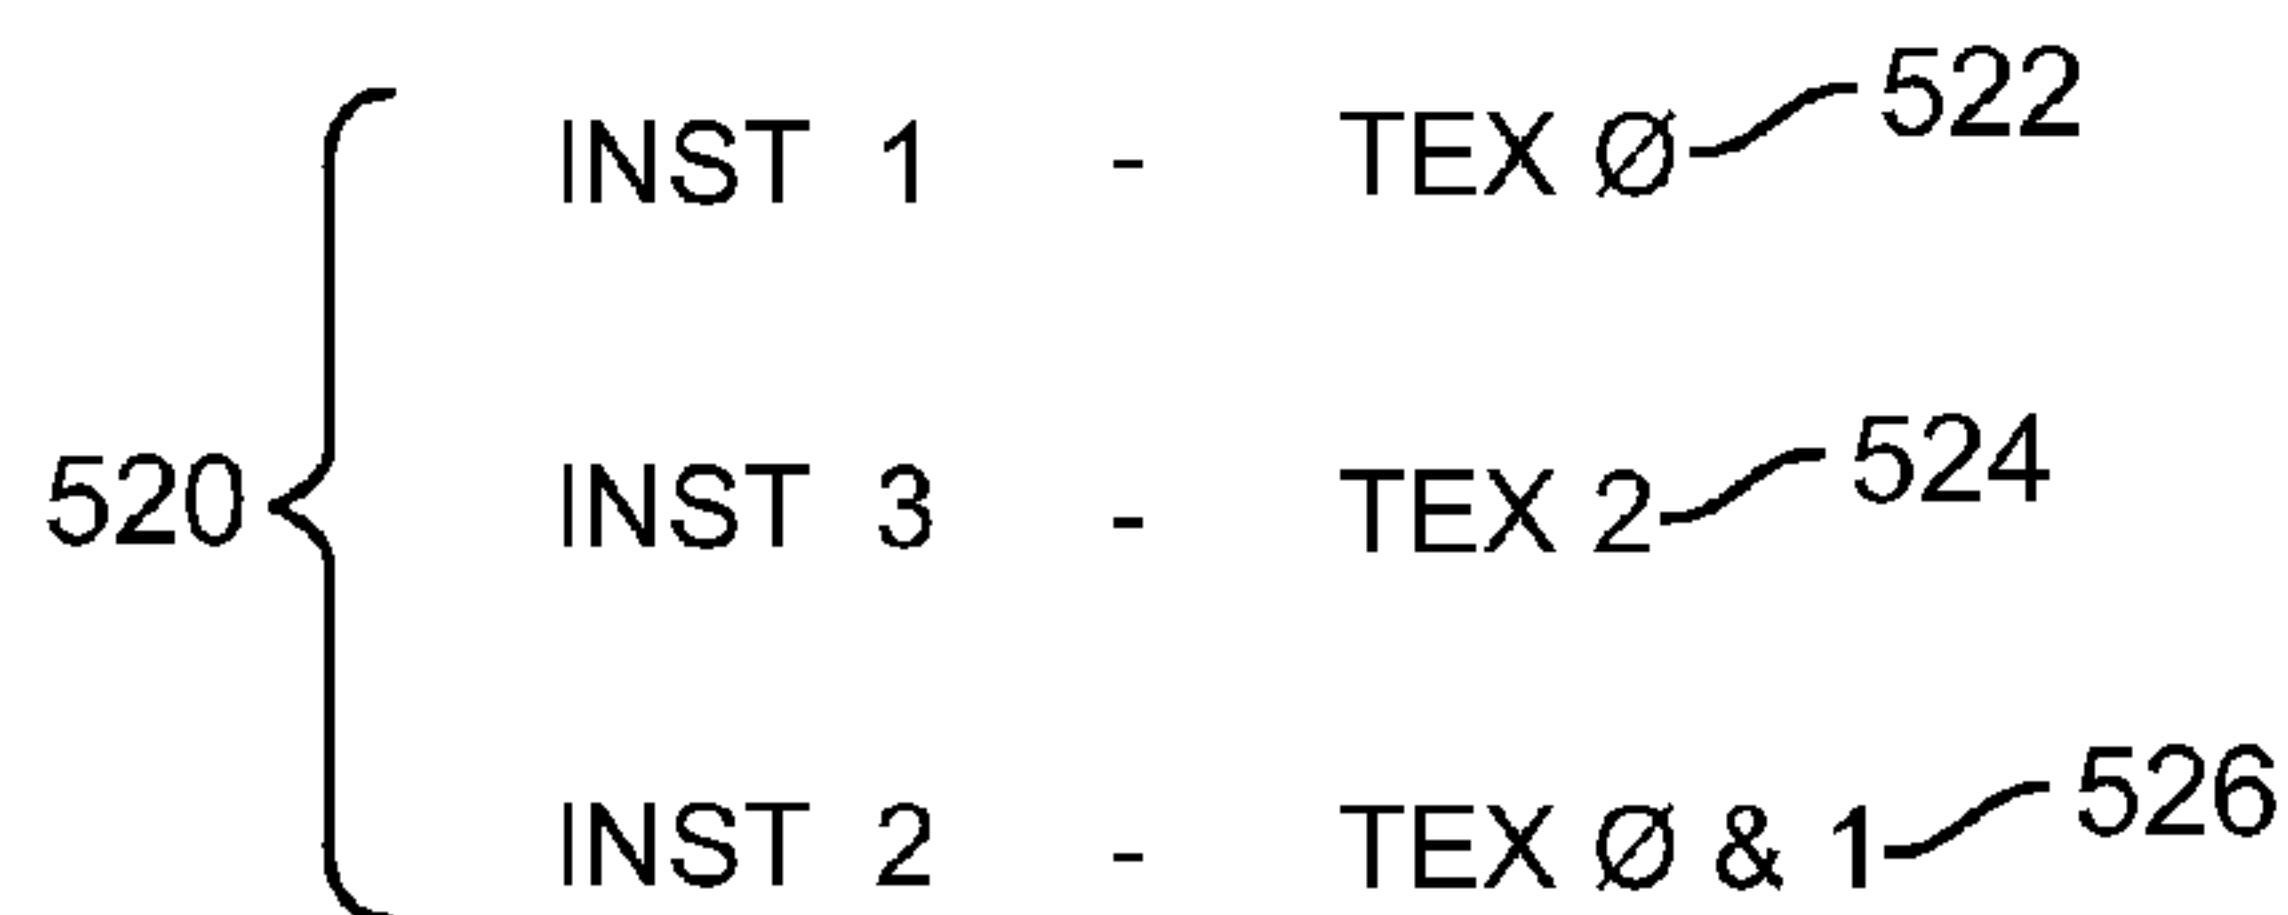 INST 1 - TEX Ø 522
520 INST 3 - TEX 2 524
INST 2 - TEX Ø & 1 526